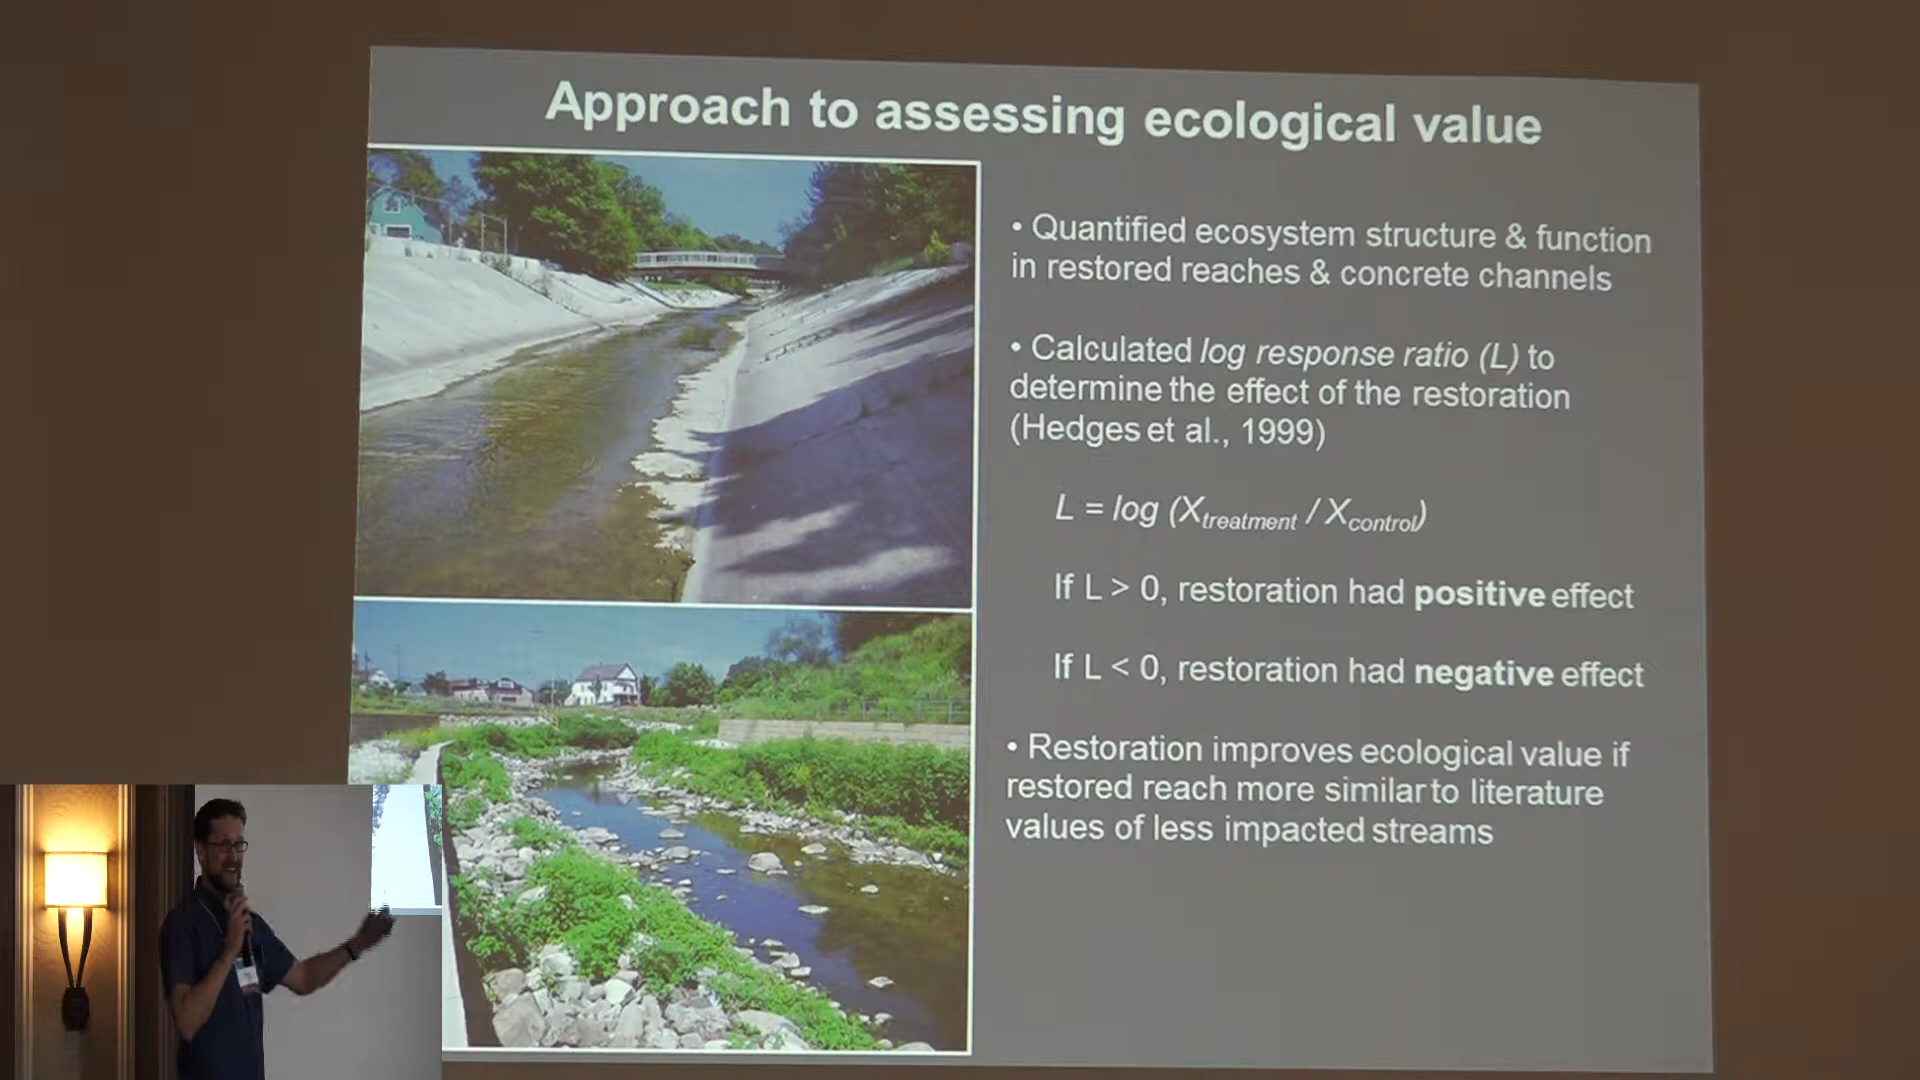 Approach to assessing ecological value
• Quantified ecosystem structure & function
in restored reaches & concrete channels
• Calculated log response ratio (L) to
determine the effect of the restoration
(Hedges et al., 1999)
L = log (Xtreatment / Xcontrol)
If L > 0, restoration had positive effect
If L < 0, restoration had negative effect
• Restoration improves ecological value if
restored reach more similar to literature
values of less impacted streams